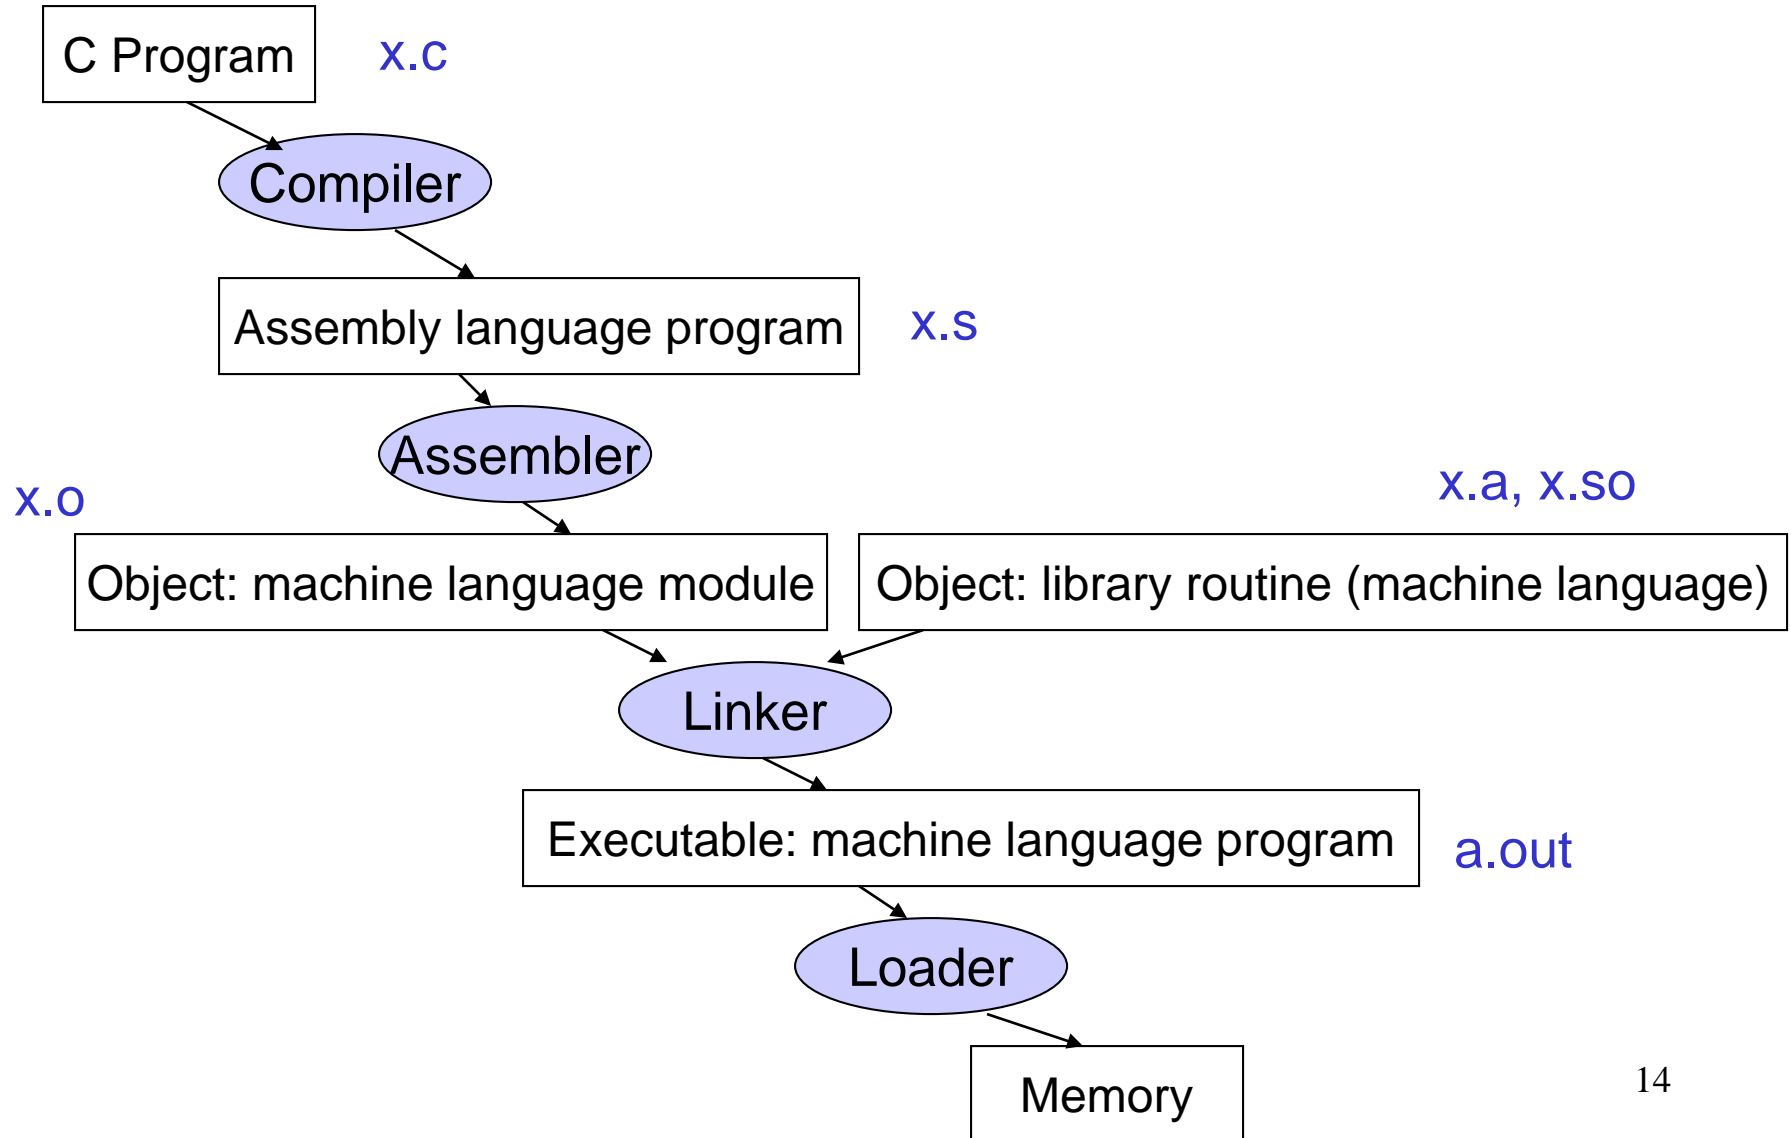 C Program
x.c
Compiler
Assembly language program
x.s
Assembler
x.o
x.a, x.so
Object: machine language module
Object: library routine (machine language)
Linker
Executable: machine language program
a.out
Loader
Memory
14